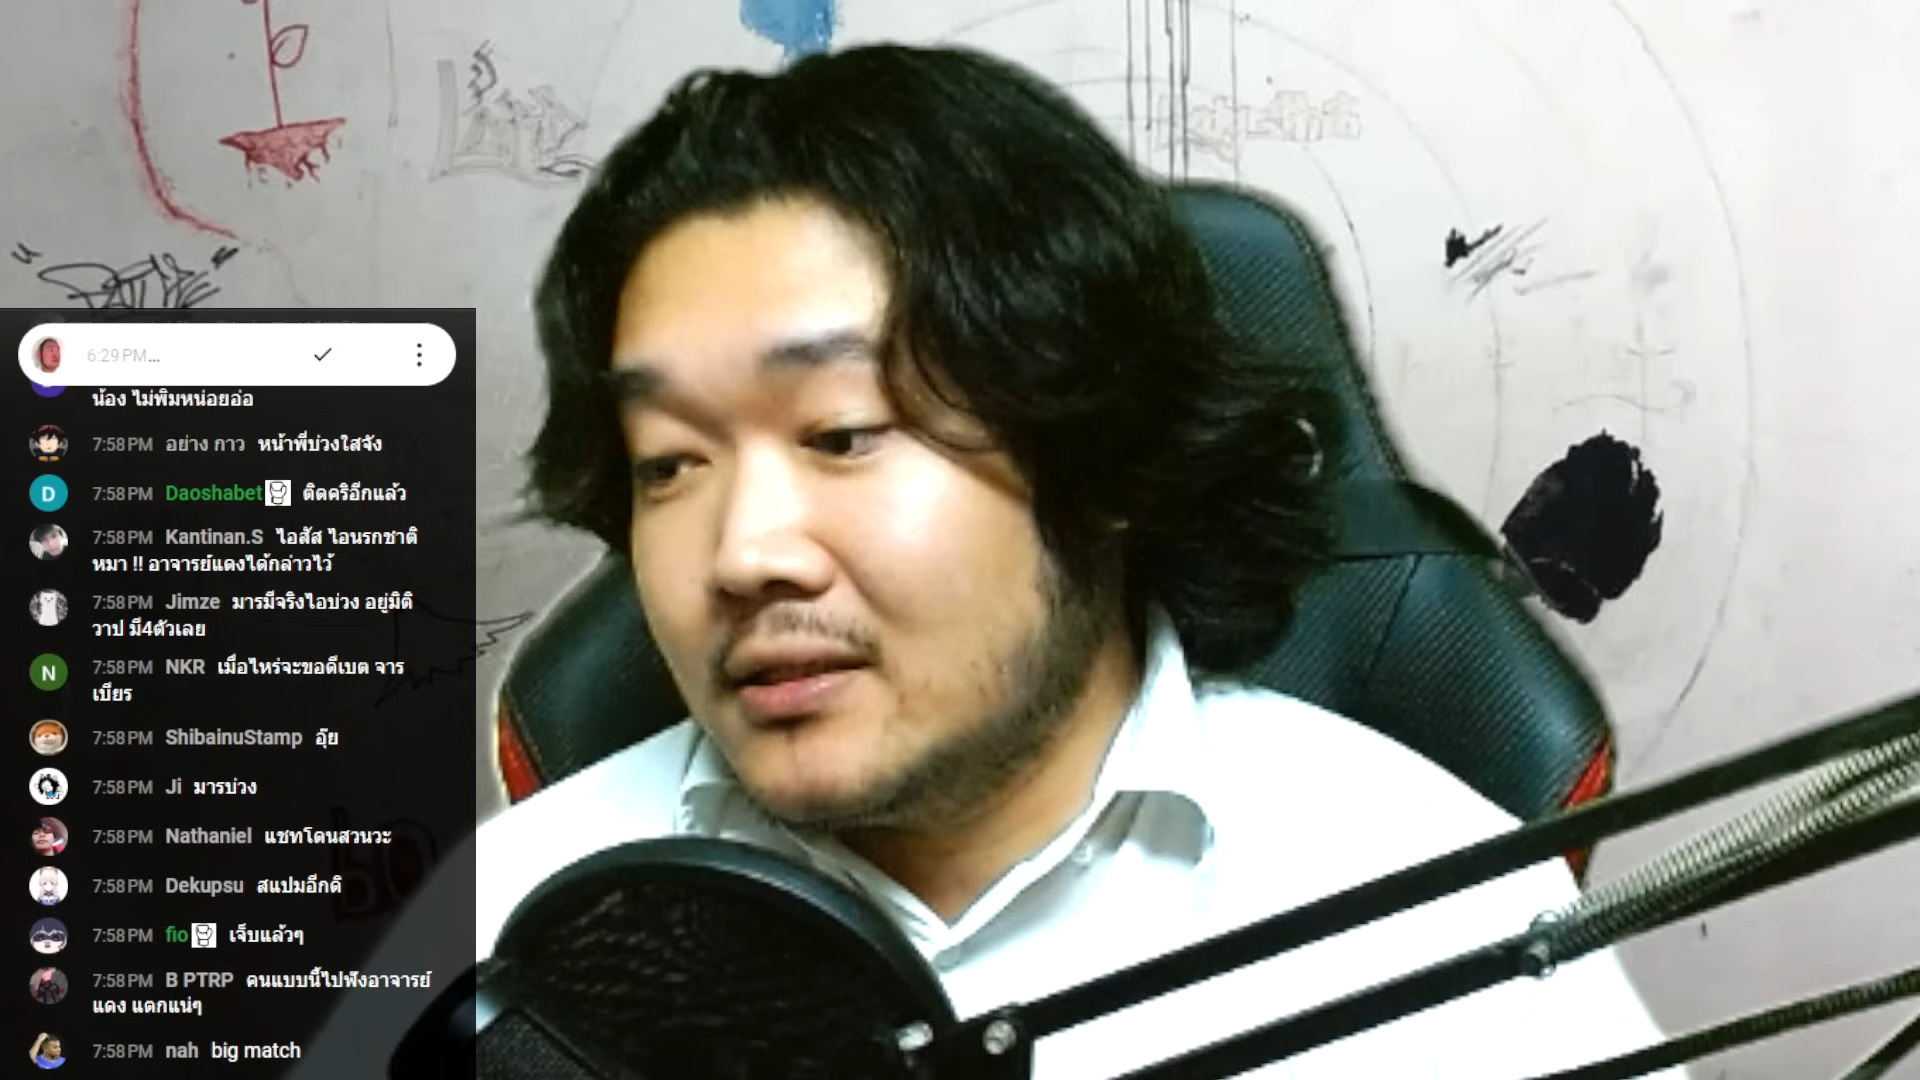 6:29 PM...
น้อง ไม่พิมหน่อยอ่อ
7:58 PM อย่าง กาว หน้าพี่บ่วงใสจัง
D
7:58 PM Daoshabet ติดคริอีกแล้ว
7:58 PM Kantinan.S ไอสัส ไอนรกชาติ
หมา !! อาจารย์แดงได้กล่าวไว้
7:58 PM Jimze มารมีจริงไอบ่วง อยู่มิติ
วาป มี4ตัวเลย
N
7:58 PM NKR เมื่อไหร่จะขอดีเบต จาร
เบียร
7:58 PM ShibainuStamp อุ๊ย
7:58 PM Ji มารบ่วง
7:58 PM Nathaniel แชทโดนสวนวะ
7:58 PM Dekupsu สแปมอีกดิ
7:58 PM fio เจ็บแล้วๆ
7:58 PM B PTRP คนแบบนี้ไปฟังอาจารย์
แดง แตกแน่ๆ
7:58 PM nah big match